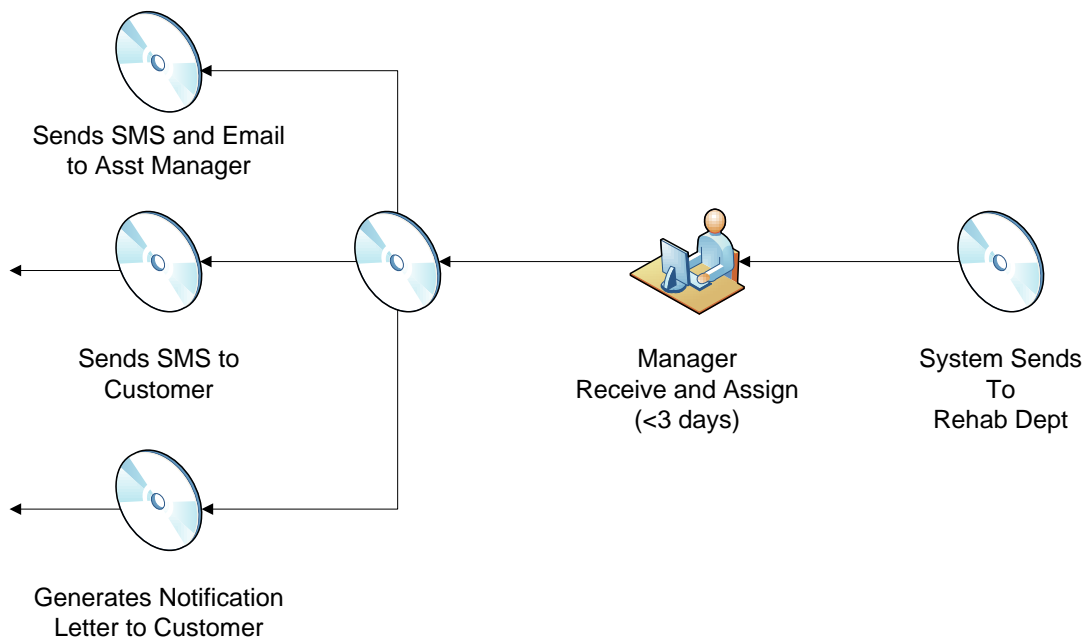 Sends SMS and Email
to Asst Manager
Sends SMS to
Customer
Manager
Receive and Assign
(<3 days)
System Sends
To
Rehab Dept
Generates Notification
Letter to Customer